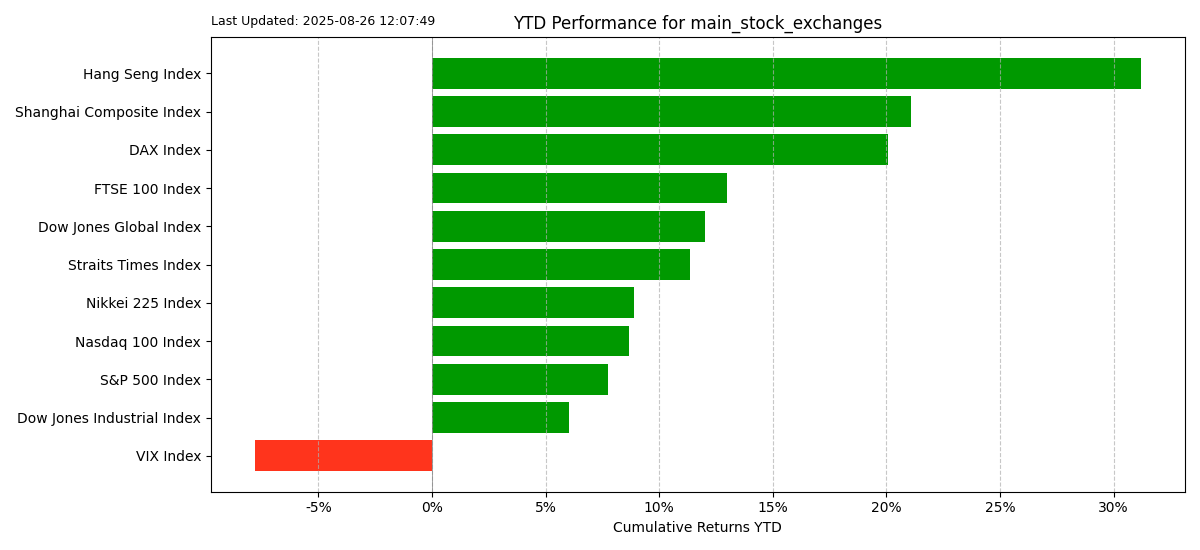 Last Updated: 2025-08-26 12:07:49
YTD Performance for main_stock_exchanges
Hang Seng Index
Shanghai Composite Index
DAX Index
FTSE 100 Index
Dow Jones Global Index
Straits Times Index
Nikkei 225 Index
Nasdaq 100 Index
S&P 500 Index
Dow Jones Industrial Index
VIX Index
-5% 0% 5% 10% 15% 20% 25% 30%
Cumulative Returns YTD